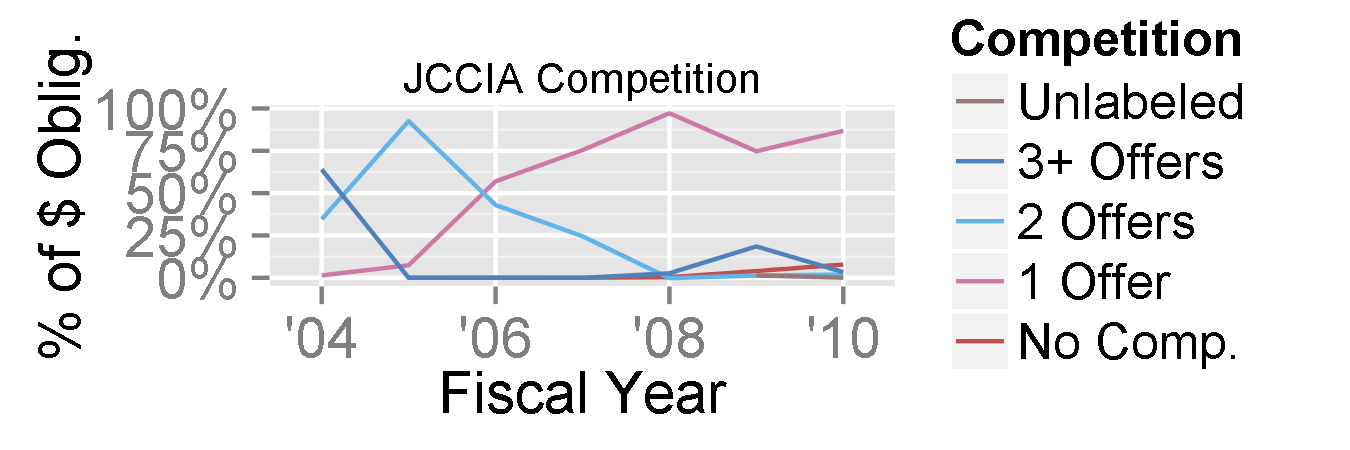 JCCIA Competition
% of $ Oblig.
100%
75%
50%
25%
0%
'04 '06 '08 '10
Fiscal Year
Competition
Unlabeled
3+ Offers
2 Offers
1 Offer
No Comp.